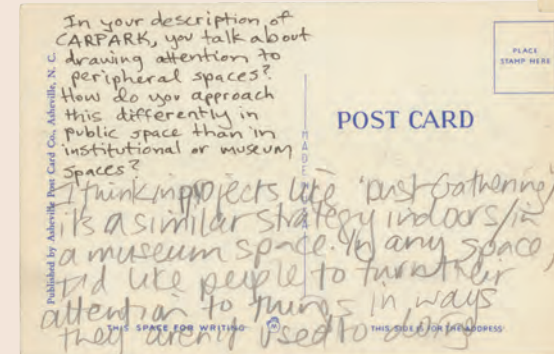 In your description of
CARPARK, you talk about
drawing attention to
peripheral spaces?
How do you approach
this differently in
public space than in
institutional or museum
spaces?
I think in projects like 'Dust Gathering'
it's a similar strategy indoors/in
a museum space. In any space,
I'd like people to turn their
attention to things in ways
they aren't used to doing
PLACE
STAMP HERE
POST CARD
Published by Asheville Post Card Co., Asheville, N. C.
MADE
THIS SPACE FOR WRITING
THIS SIDE IS FOR THE ADDRESS